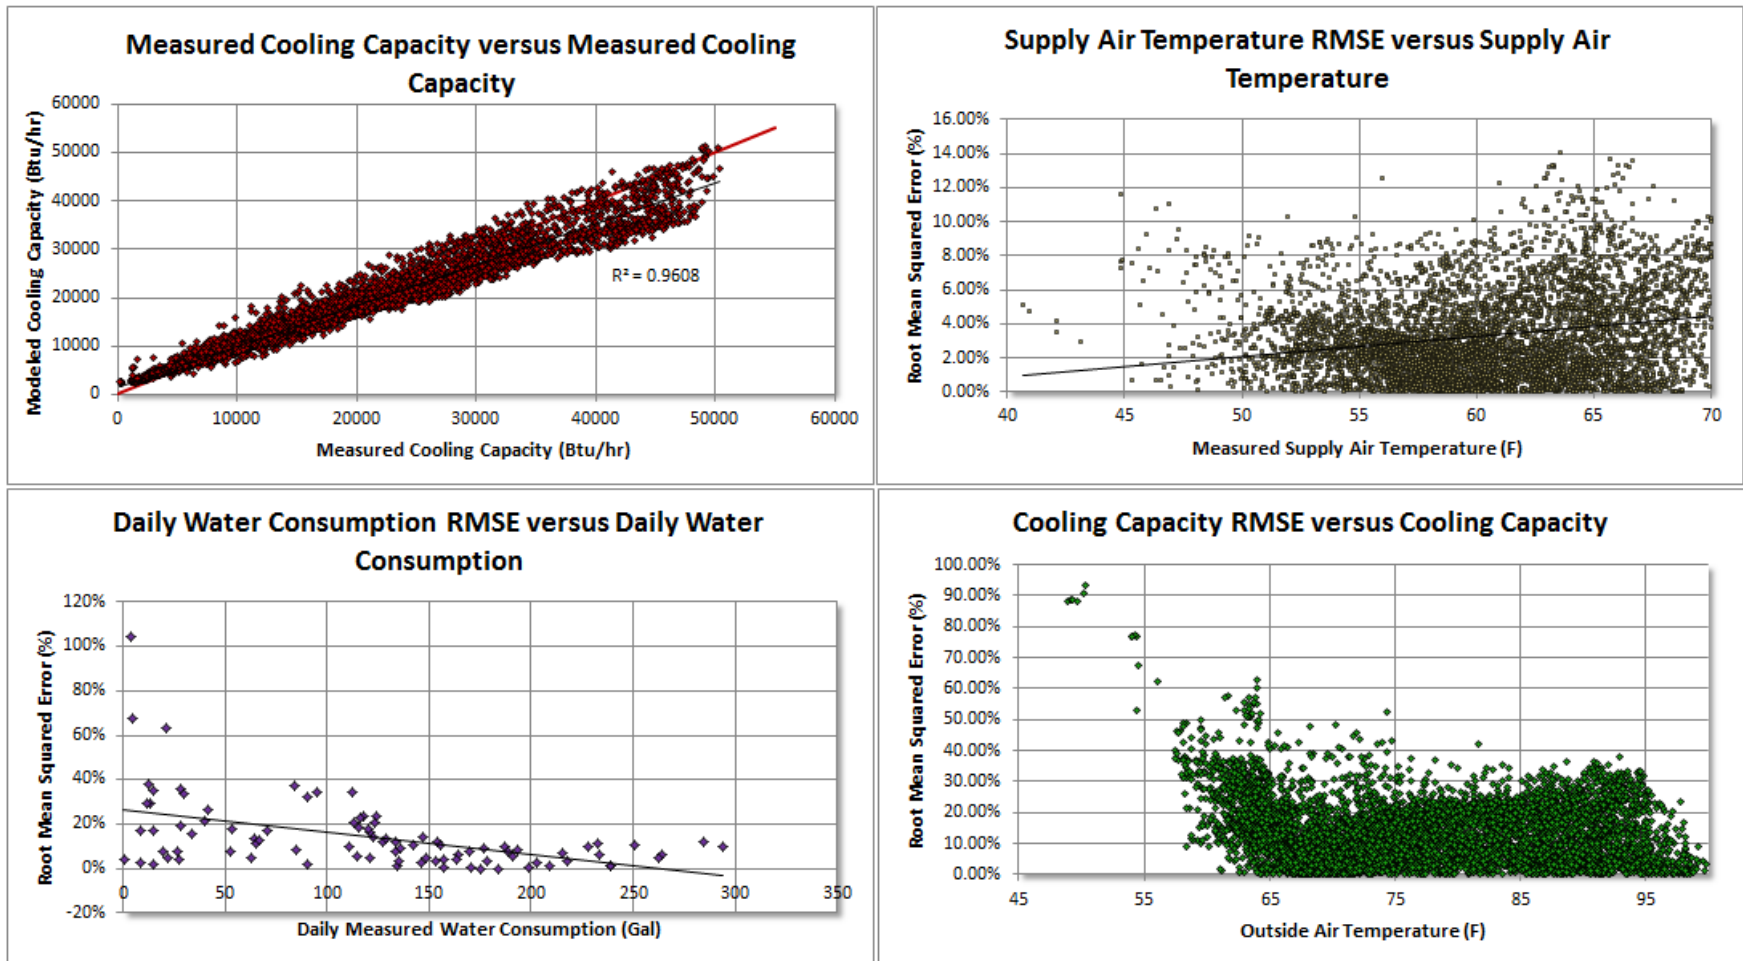 Measured Cooling Capacity versus Measured Cooling
Capacity
Modeled Cooling Capacity (Btu/hr)
60000
50000
40000
30000
20000
10000
0
R² = 0.9608
0 10000 20000 30000 40000 50000 60000
Measured Cooling Capacity (Btu/hr)
Supply Air Temperature RMSE versus Supply Air
Temperature
Root Mean Squared Error (%)
16.00%
14.00%
12.00%
10.00%
8.00%
6.00%
4.00%
2.00%
0.00%
40 45 50 55 60 65 70
Measured Supply Air Temperature (F)
Daily Water Consumption RMSE versus Daily Water
Consumption
Root Mean Squared Error (%)
120%
100%
80%
60%
40%
20%
0%
-20%
0 50 100 150 200 250 300 350
Daily Measured Water Consumption (Gal)
Cooling Capacity RMSE versus Cooling Capacity
Root Mean Squared Error (%)
100.00%
90.00%
80.00%
70.00%
60.00%
50.00%
40.00%
30.00%
20.00%
10.00%
0.00%
45 55 65 75 85 95
Outside Air Temperature (F)